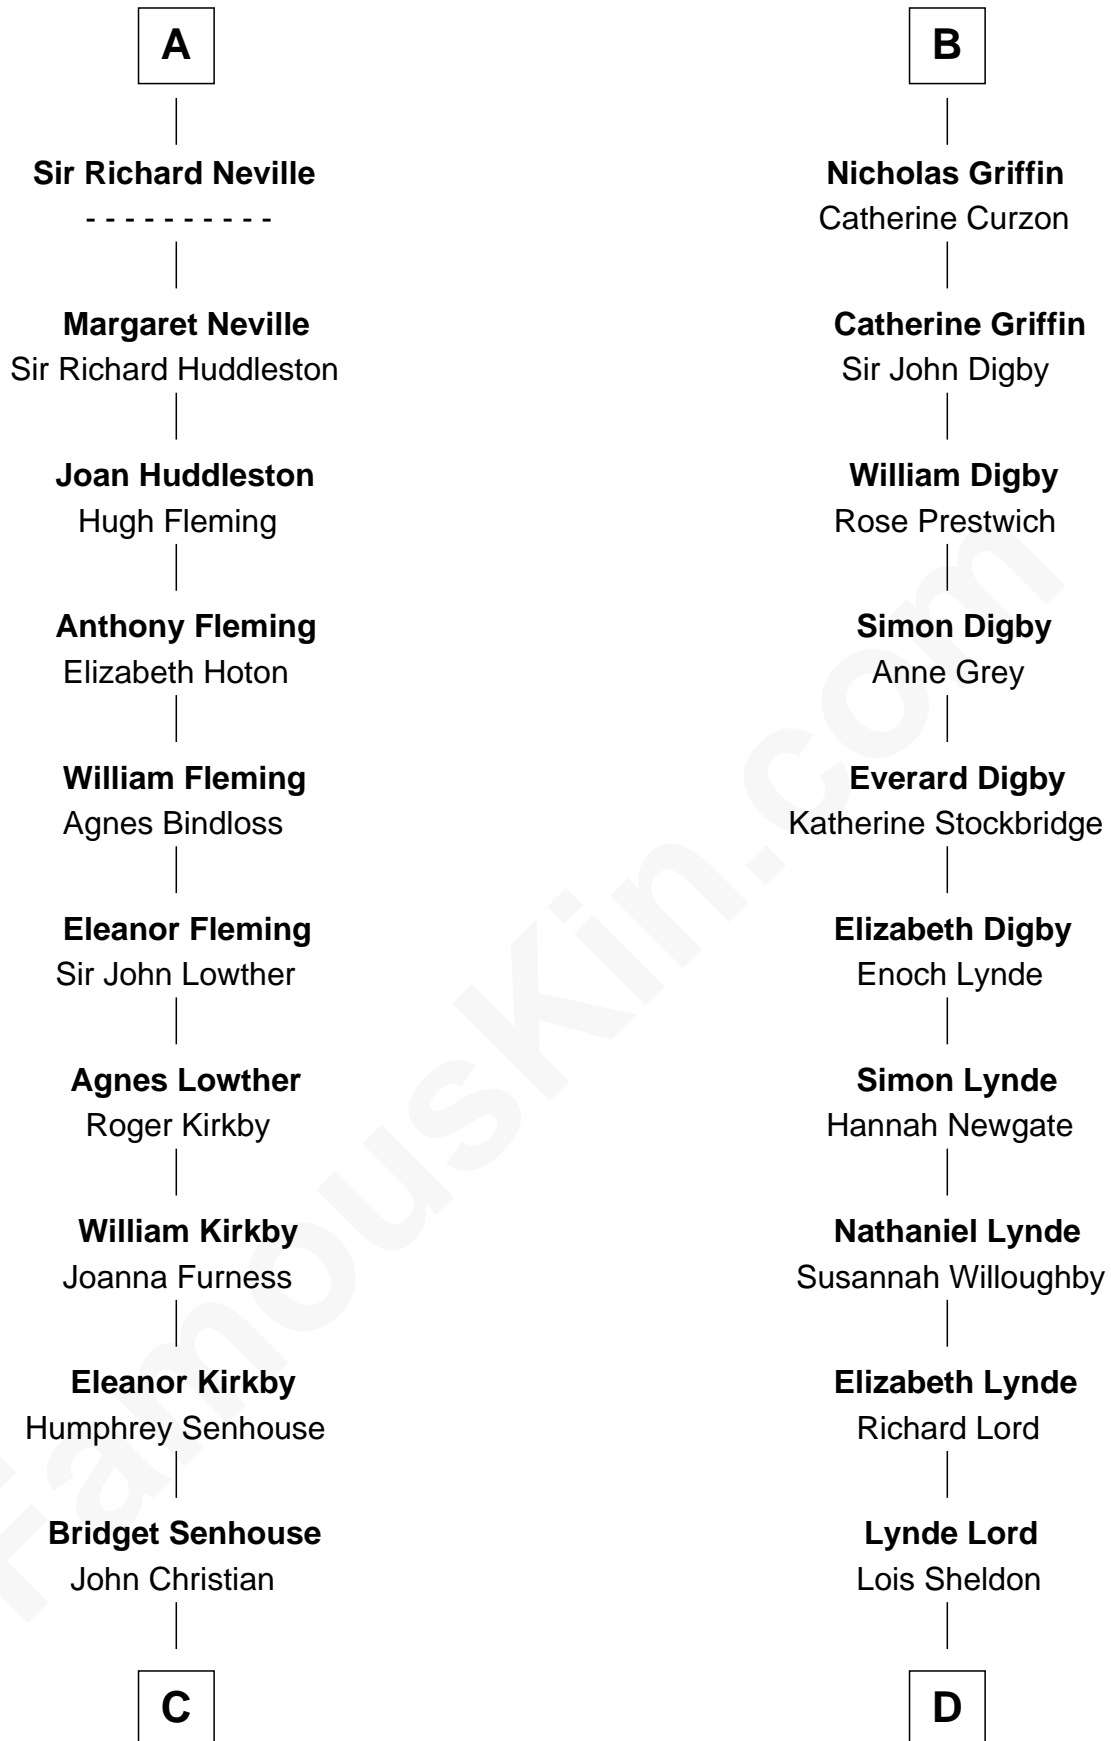 A
Sir Richard Neville
- - - - - - - - - -
Margaret Neville
Sir Richard Huddleston
Joan Huddleston
Hugh Fleming
Anthony Fleming
Elizabeth Hoton
William Fleming
Agnes Bindloss
Eleanor Fleming
Sir John Lowther
Agnes Lowther
Roger Kirkby
William Kirkby
Joanna Furness
Eleanor Kirkby
Humphrey Senhouse
Bridget Senhouse
John Christian
C
B
Nicholas Griffin
Catherine Curzon
Catherine Griffin
Sir John Digby
William Digby
Rose Prestwich
Simon Digby
Anne Grey
Everard Digby
Katherine Stockbridge
Elizabeth Digby
Enoch Lynde
Simon Lynde
Hannah Newgate
Nathaniel Lynde
Susannah Willoughby
Elizabeth Lynde
Richard Lord
Lynde Lord
Lois Sheldon
D
FamousKin.com